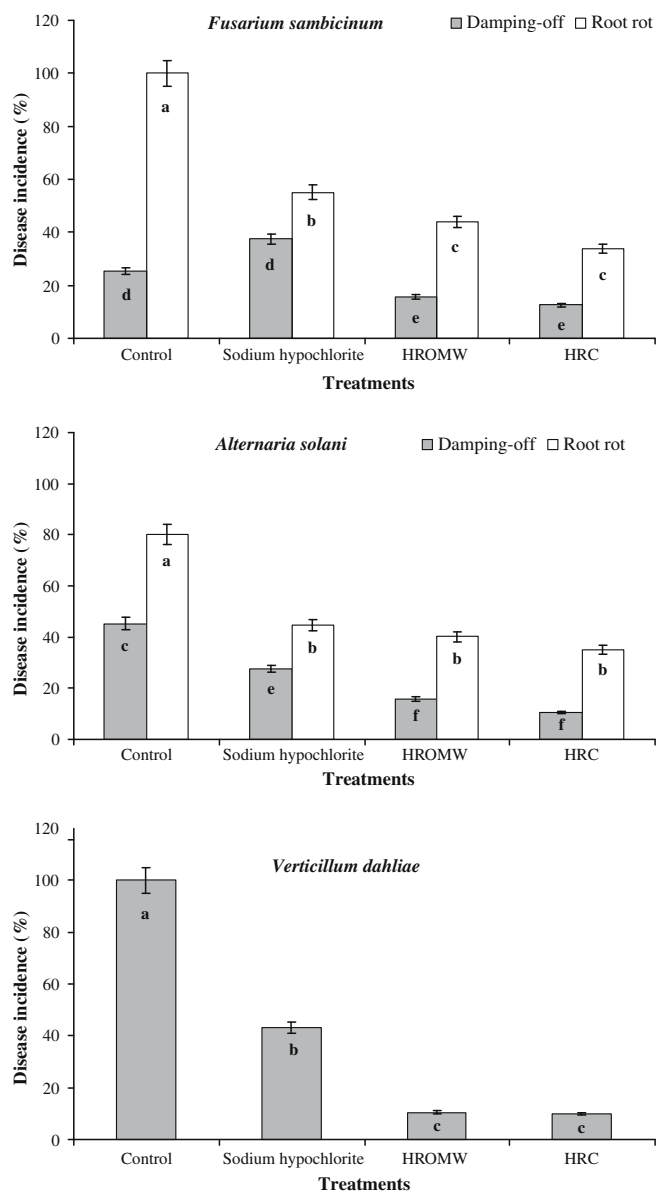 Fusarium sambicinum
Damping-off Root rot
Disease incidence (%)
120
100
80
60
40
20
0
a
b
c
c
d
d
e
e
Control Sodium hypochlorite HROMW HRC
Treatments
Alternaria solani
Damping-off Root rot
Disease incidence (%)
120
100
80
60
40
20
0
a
c
b
b
b
e
f
f
Control Sodium hypochlorite HROMW HRC
Treatments
Verticillum dahliae
Disease incidence (%)
120
100
80
60
40
20
0
a
b
c
c
Control Sodium hypochlorite HROMW HRC
Treatments